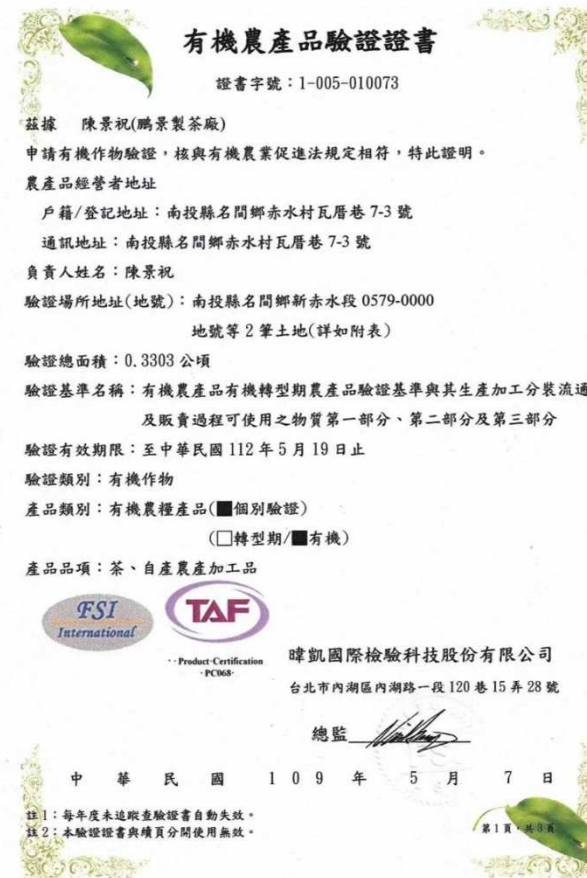 有機農產品驗證證書
證書字號：1-005-010073
茲據　陳景祝(鵬景製茶廠)
申請有機作物驗證，核與有機農業促進法規定相符，特此證明。
農產品經營者地址
戶籍/登記地址：南投縣名間鄉赤水村瓦厝巷 7-3 號
通訊地址：南投縣名間鄉赤水村瓦厝巷 7-3 號
負責人姓名：陳景祝
驗證場所地址(地號)：南投縣名間鄉新赤水段 0579-0000
地號等 2 筆土地(詳如附表)
驗證總面積：0.3303 公頃
驗證基準名稱：有機農產品有機轉型期農產品驗證基準與其生產加工分裝流通
及販賣過程可使用之物質第一部分、第二部分及第三部分
驗證有效期限：至中華民國 112 年 5 月 19 日止
驗證類別：有機作物
產品類別：有機農糧產品(■個別驗證)
(□轉型期/■有機)
產品品項：茶、自產農產加工品
FSI
International
TAF
Product Certification
PC068
暐凱國際檢驗科技股份有限公司
台北市內湖區內湖路一段 120 巷 15 弄 28 號
總監
中 華 民 國 1 0 9 年 5 月 7 日
註 1：每年度未追蹤查驗證書自動失效。
註 2：本驗證證書與續頁分開使用無效。
第 1 頁，共 3 頁